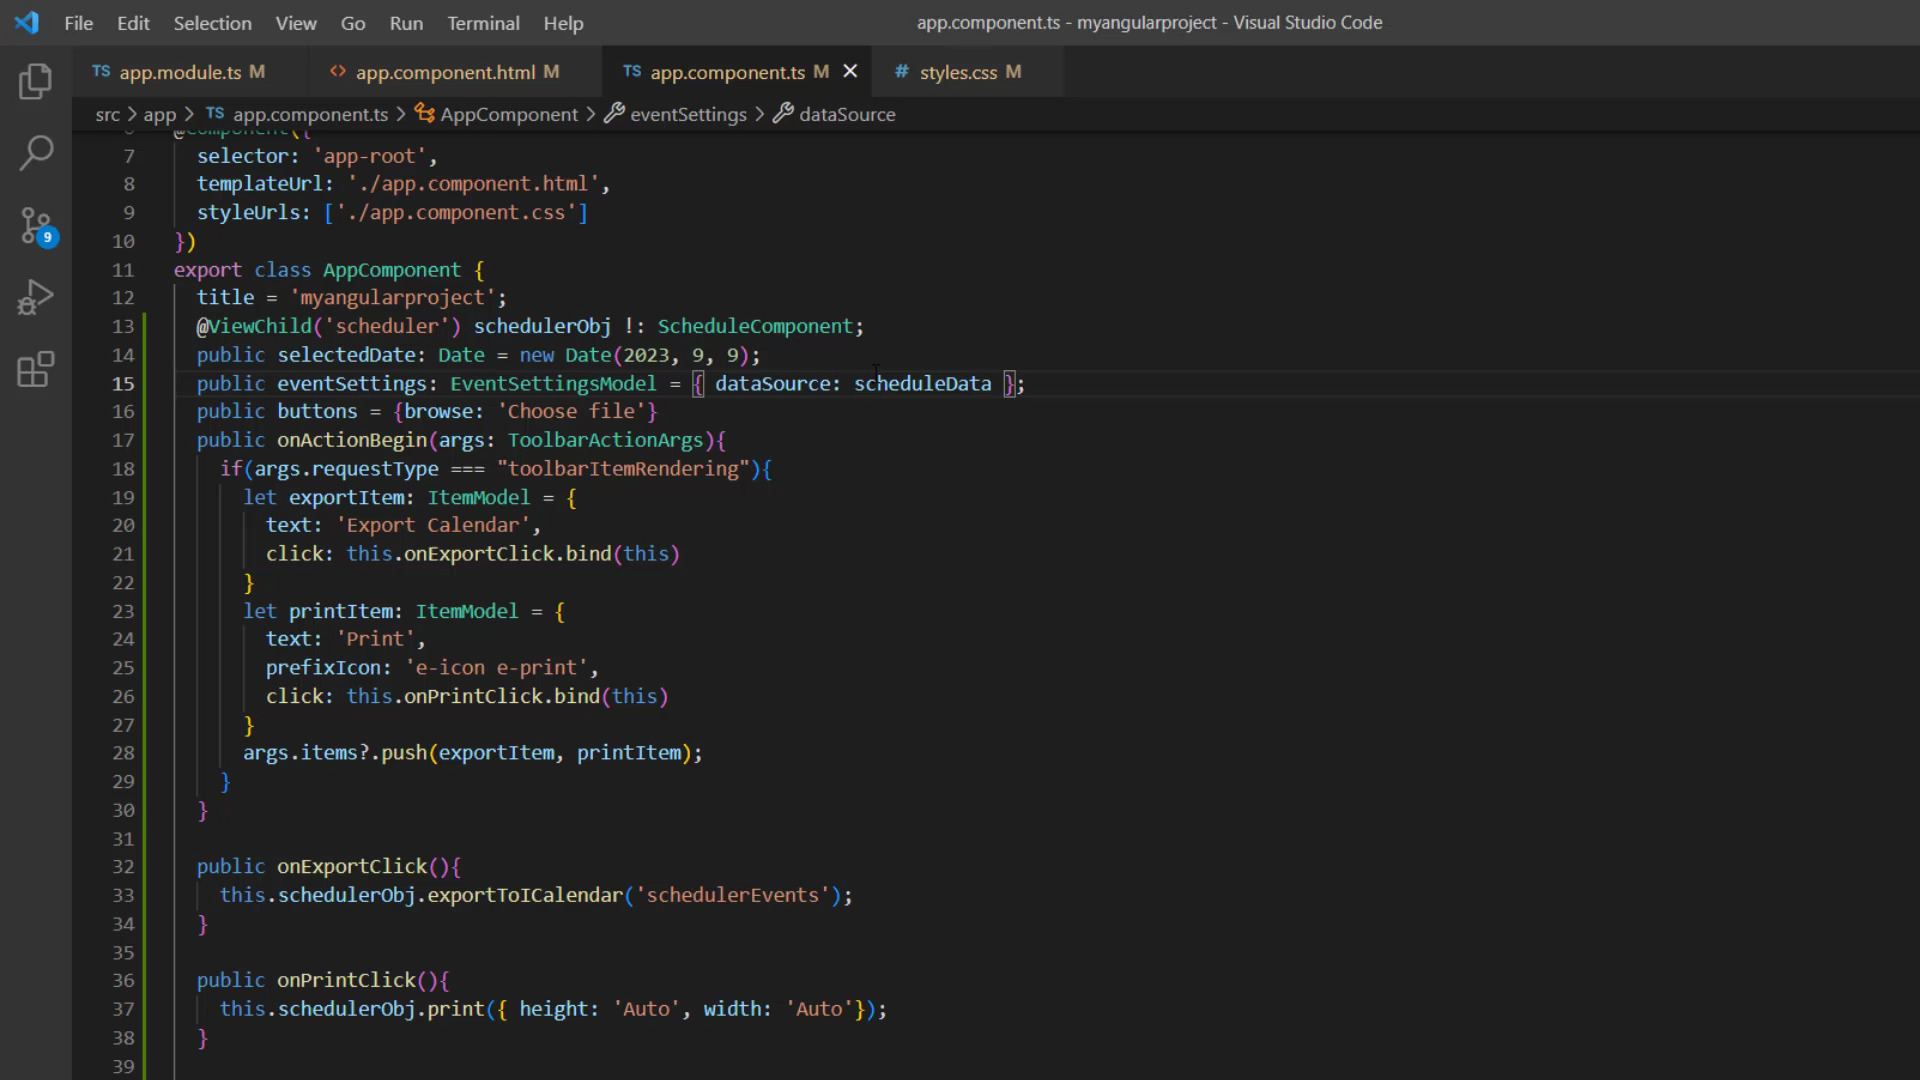 File Edit Selection View Go Run Terminal Help
app.component.ts - myangularproject - Visual Studio Code
TS app.module.ts M
<> app.component.html M
TS app.component.ts M
# styles.css M
src > app > TS app.component.ts > AppComponent > eventSettings > dataSource
9
@Component({
7 selector: 'app-root',
8 templateUrl: './app.component.html',
9 styleUrls: ['./app.component.css']
10 })
11 export class AppComponent {
12 title = 'myangularproject';
13 @ViewChild('scheduler') schedulerObj !: ScheduleComponent;
14 public selectedDate: Date = new Date(2023, 9, 9);
15 public eventSettings: EventSettingsModel = { dataSource: scheduleData };
16 public buttons = {browse: 'Choose file'}
17 public onActionBegin(args: ToolbarActionArgs){
18 if(args.requestType === "toolbarItemRendering"){
19 let exportItem: ItemModel = {
20 text: 'Export Calendar',
21 click: this.onExportClick.bind(this)
22 }
23 let printItem: ItemModel = {
24 text: 'Print',
25 prefixIcon: 'e-icon e-print',
26 click: this.onPrintClick.bind(this)
27 }
28 args.items?.push(exportItem, printItem);
29 }
30 }
31
32 public onExportClick(){
33 this.schedulerObj.exportToICalendar('schedulerEvents');
34 }
35
36 public onPrintClick(){
37 this.schedulerObj.print({ height: 'Auto', width: 'Auto'});
38 }
39